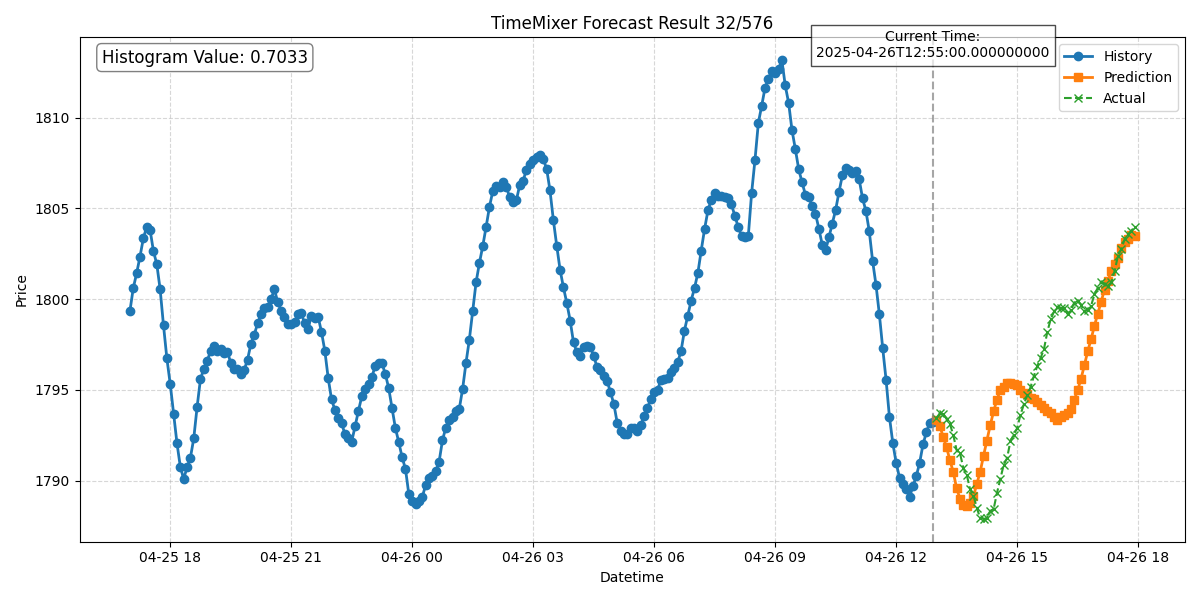 TimeMixer Forecast Result 32/576
Current Time:
2025-04-26T12:55:00.000000000
Histogram Value: 0.7033
History
Prediction
Actual
Price
1810
1805
1800
1795
1790
04-25 18
04-25 21
04-26 00
04-26 03
04-26 06
04-26 09
04-26 12
04-26 15
04-26 18
Datetime